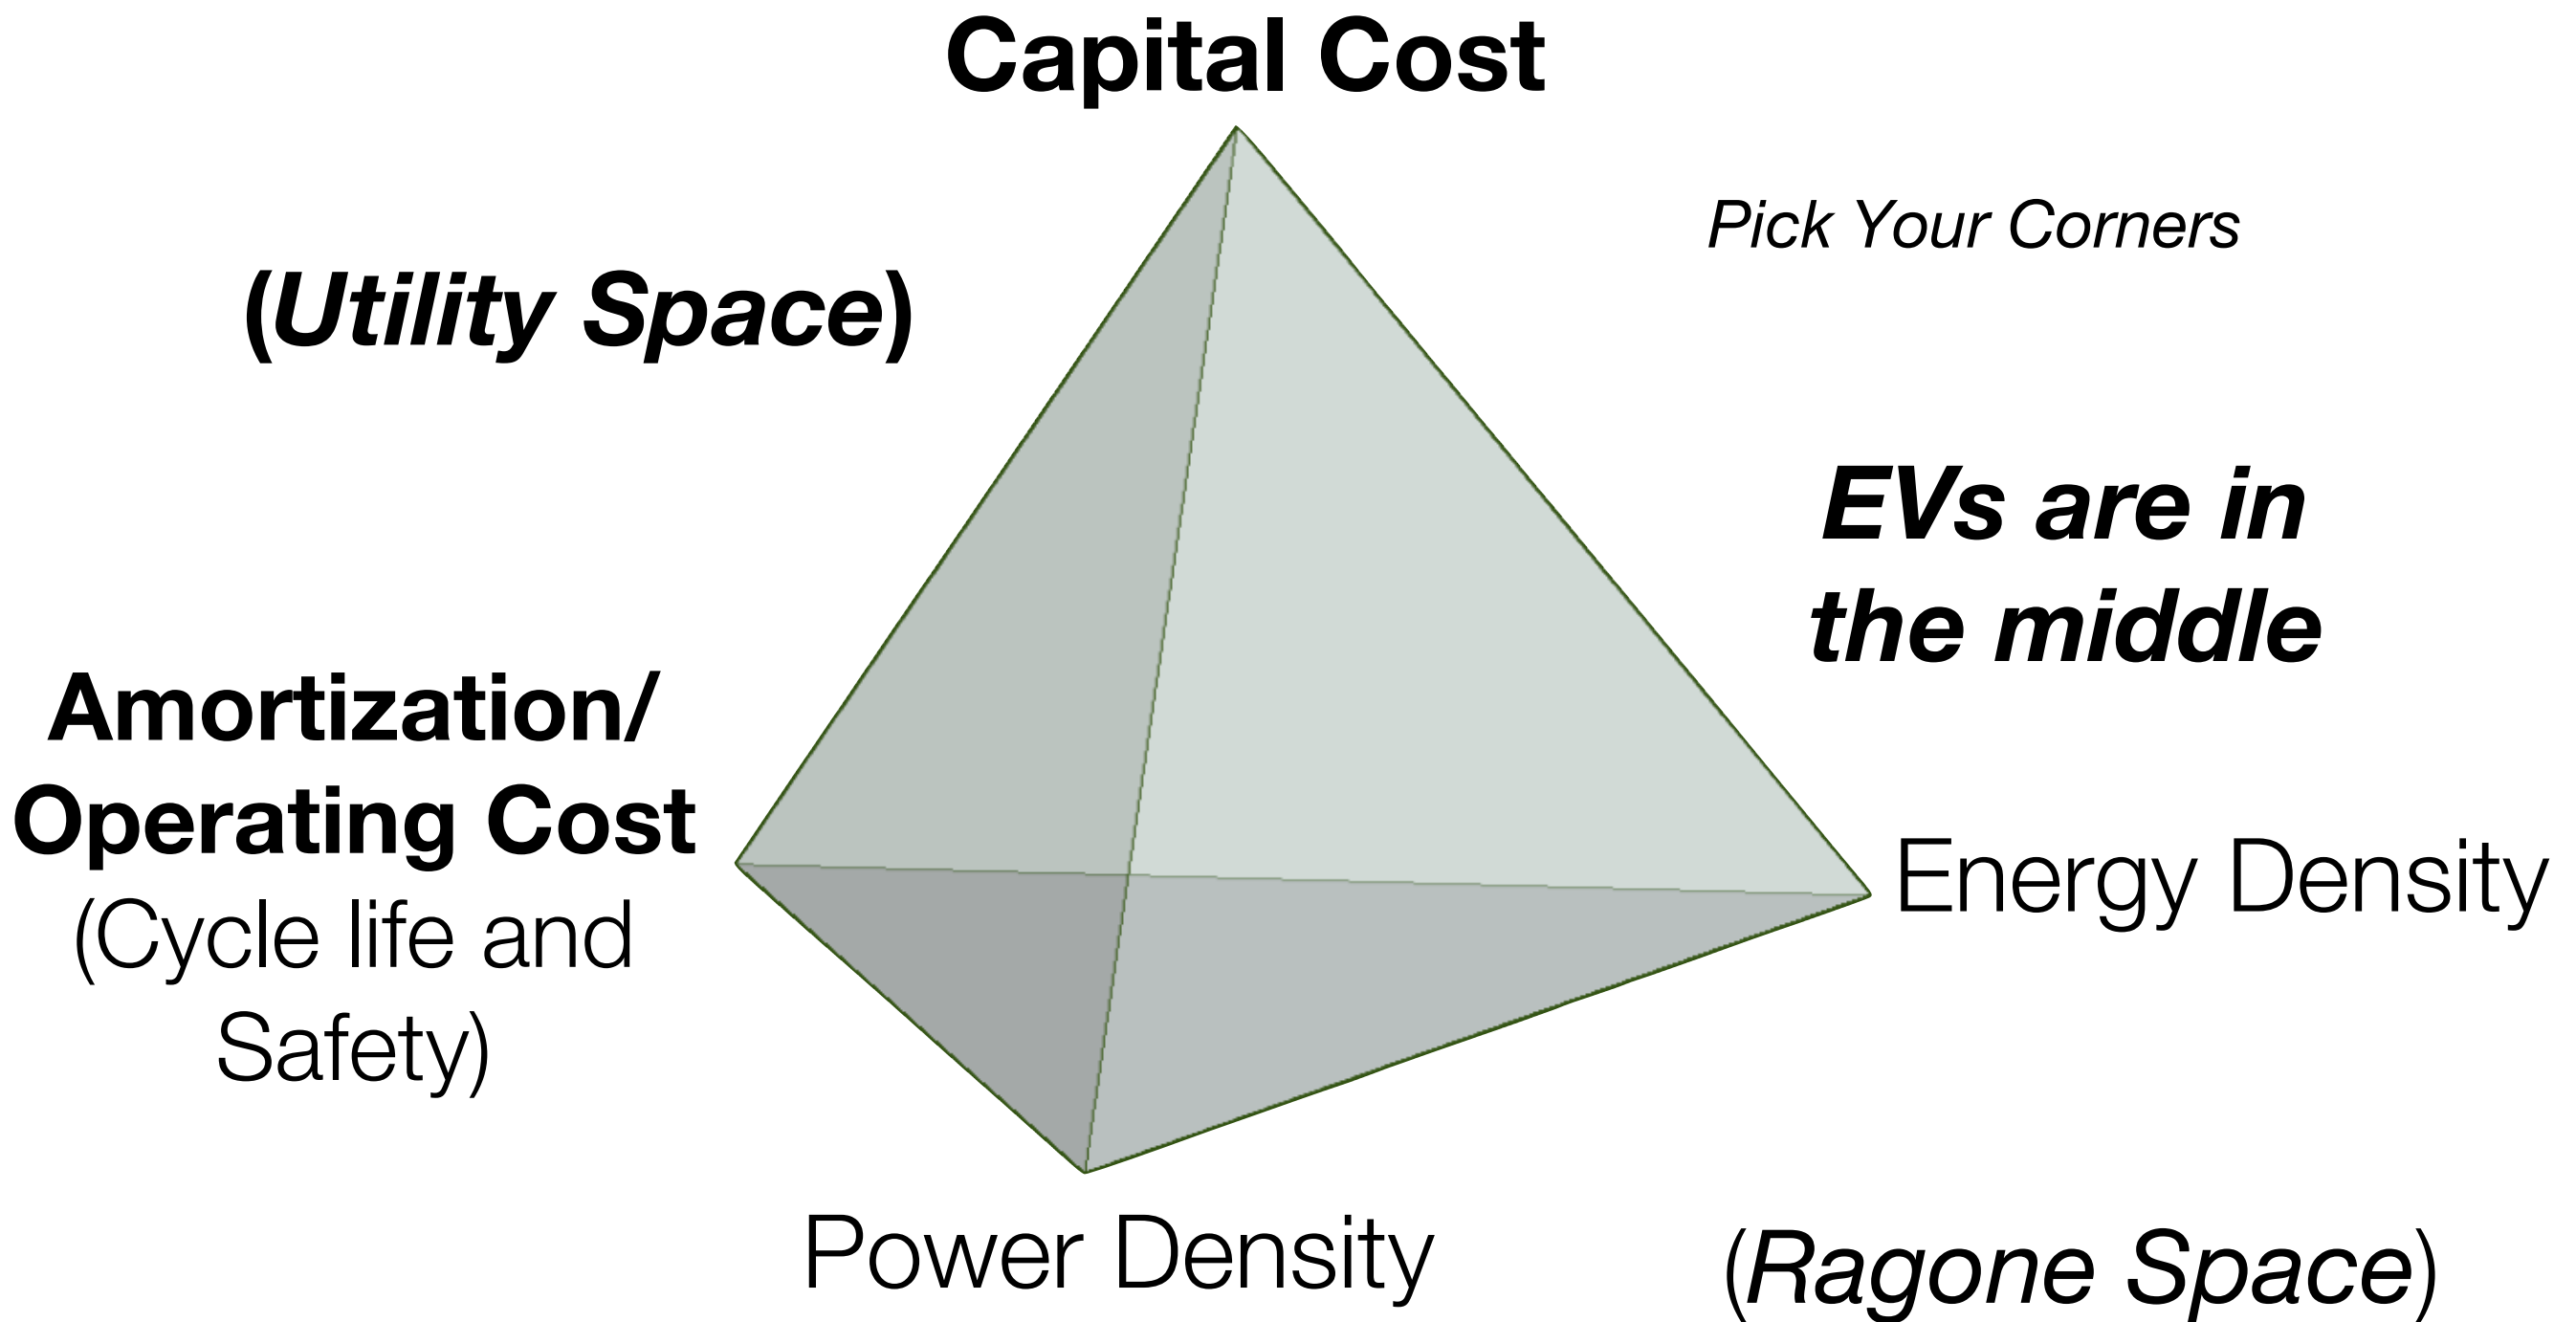 Capital Cost
Pick Your Corners
(Utility Space)
EVs are in
the middle
Amortization/
Operating Cost
(Cycle life and
Safety)
Energy Density
Power Density
(Ragone Space)